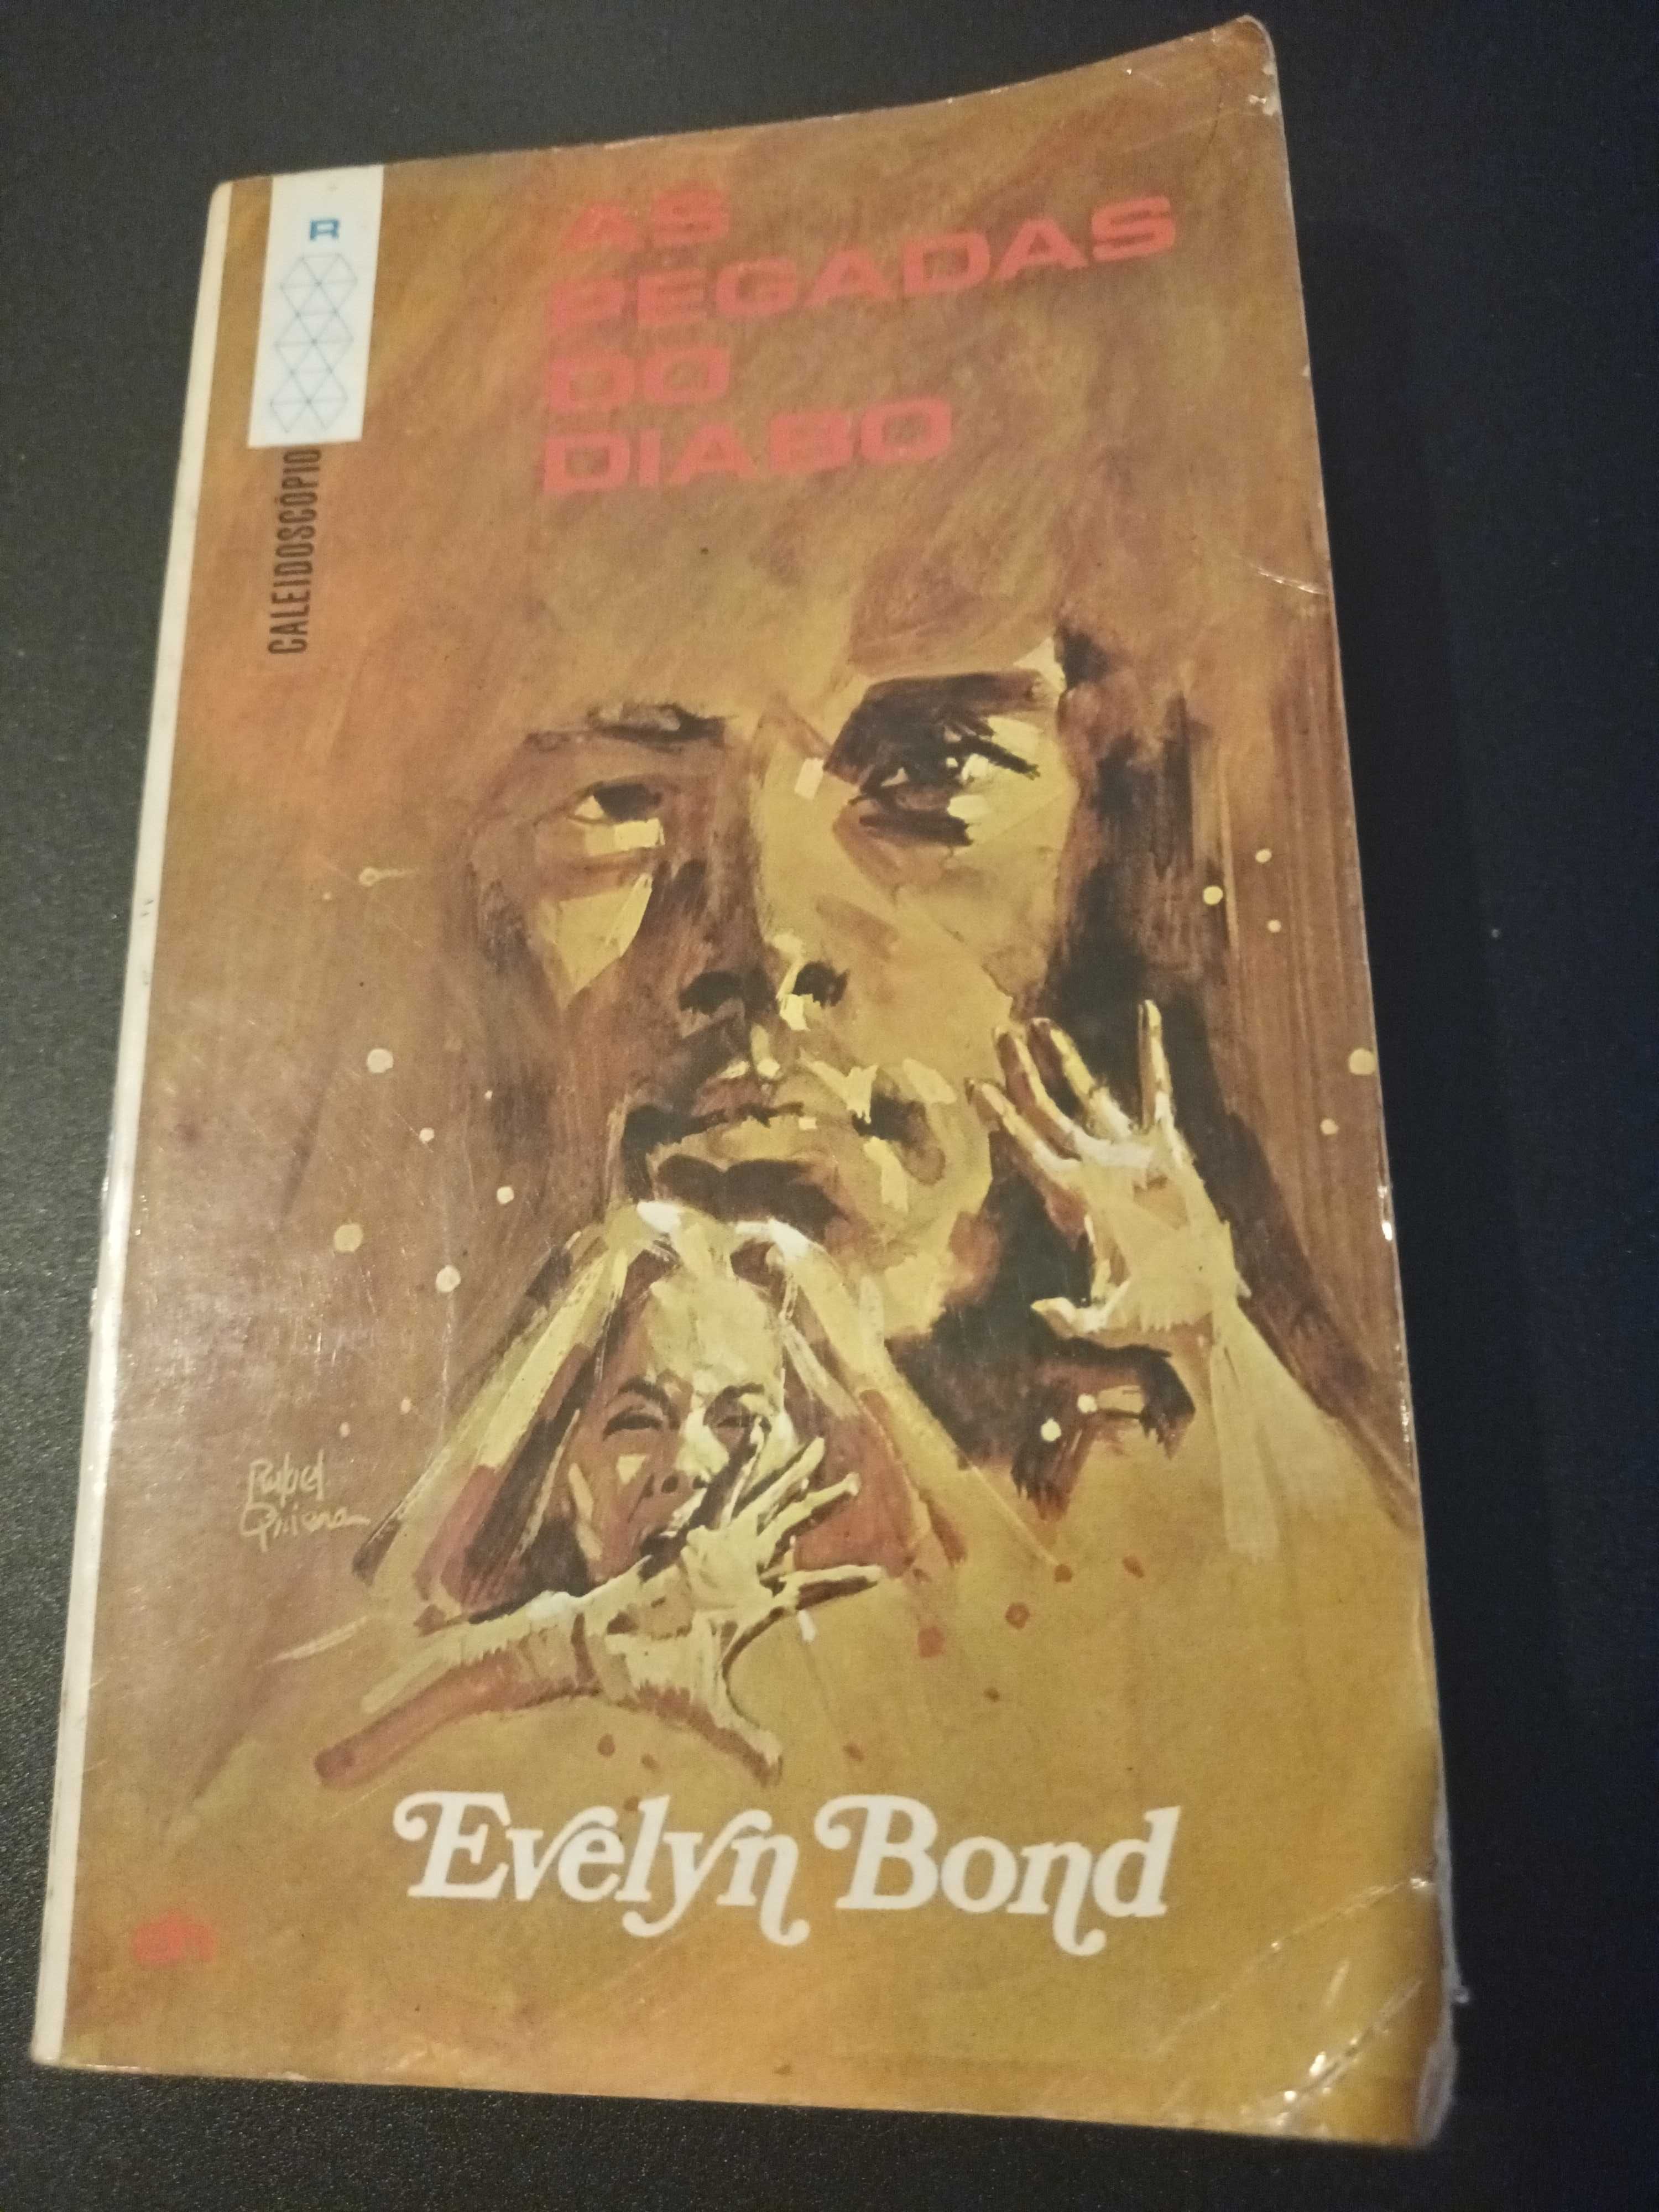 R
CALEIDOSCÓPIO
AS
PEGADAS
DO
DIABO
Evelyn Bond